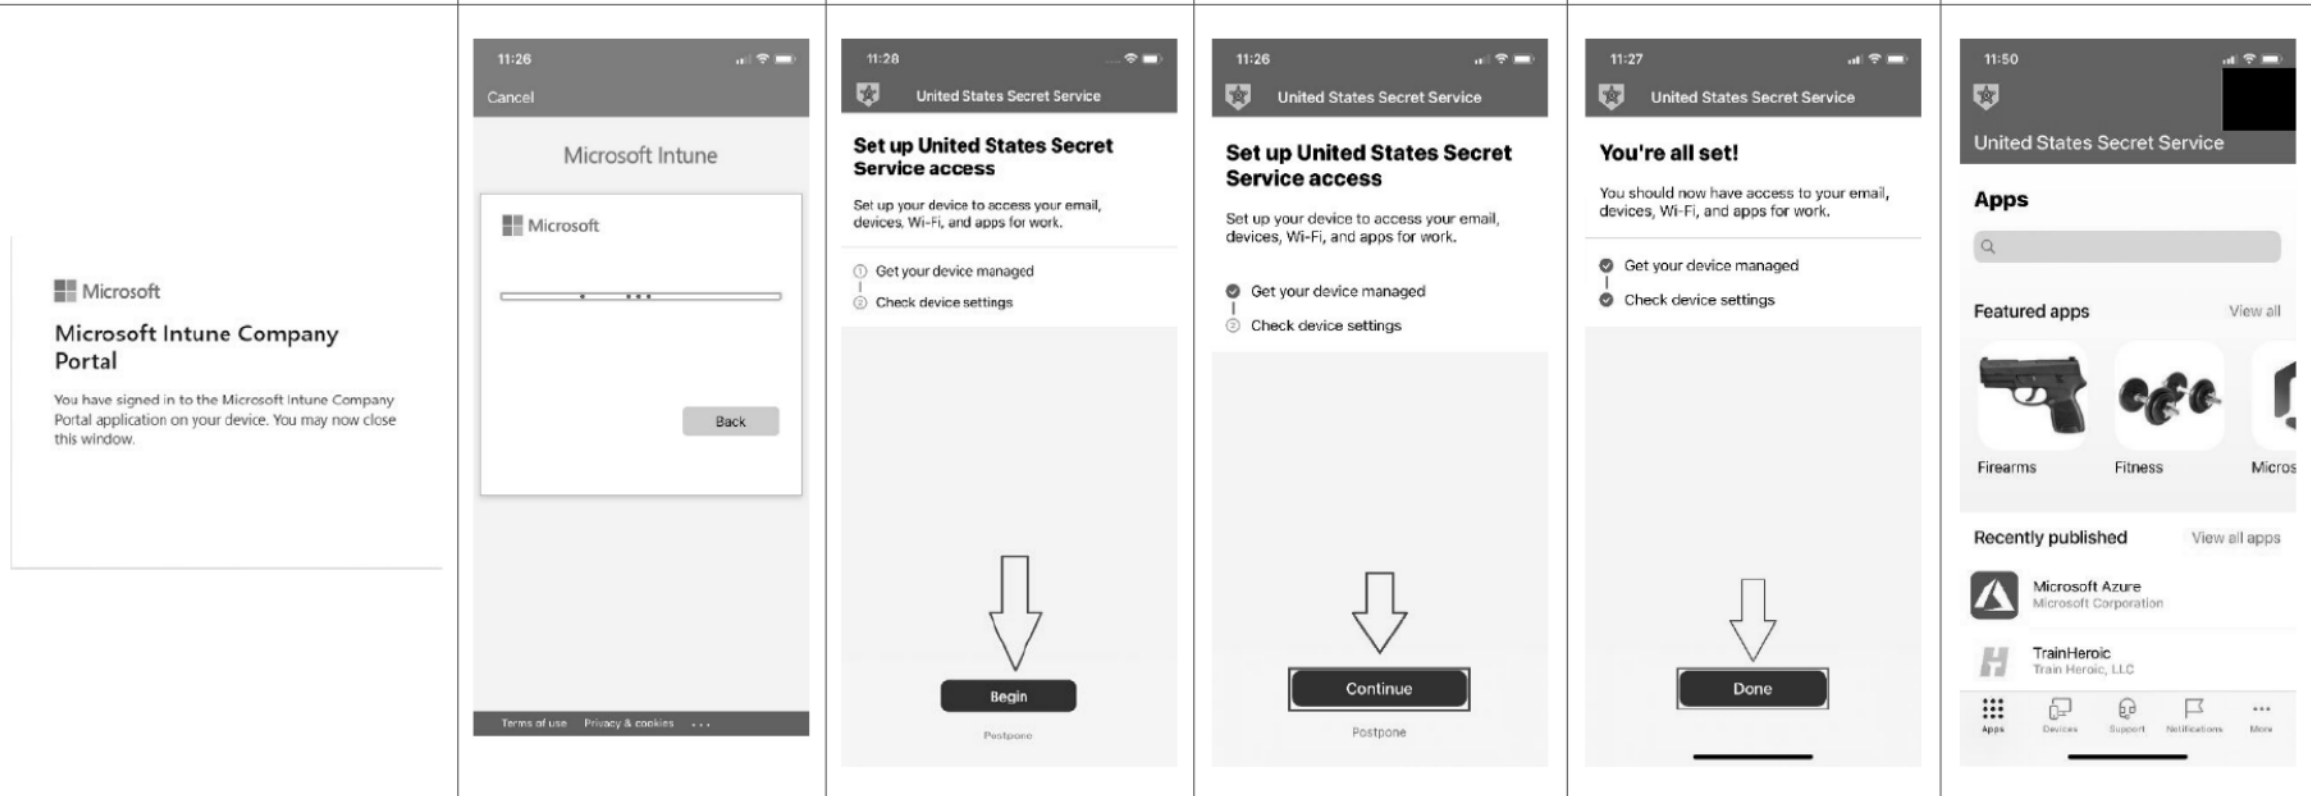 Microsoft
Microsoft Intune Company
Portal
You have signed in to the Microsoft Intune Company
Portal application on your device. You may now close
this window.
11:26
Cancel
Microsoft Intune
Microsoft
Back
Terms of use Privacy & cookies ...
11:28
United States Secret Service
Set up United States Secret
Service access
Set up your device to access your email,
devices, Wi-Fi, and apps for work.
1 Get your device managed
2 Check device settings
Begin
Postpone
11:26
United States Secret Service
Set up United States Secret
Service access
Set up your device to access your email,
devices, Wi-Fi, and apps for work.
Get your device managed
2 Check device settings
Continue
Postpone
11:27
United States Secret Service
You're all set!
You should now have access to your email,
devices, Wi-Fi, and apps for work.
Get your device managed
Check device settings
Done
11:50
United States Secret Service
Apps
Featured apps View all
Firearms Fitness Micros
Recently published View all apps
Microsoft Azure
Microsoft Corporation
TrainHeroic
Train Heroic, LLC
Apps Devices Support Notifications More